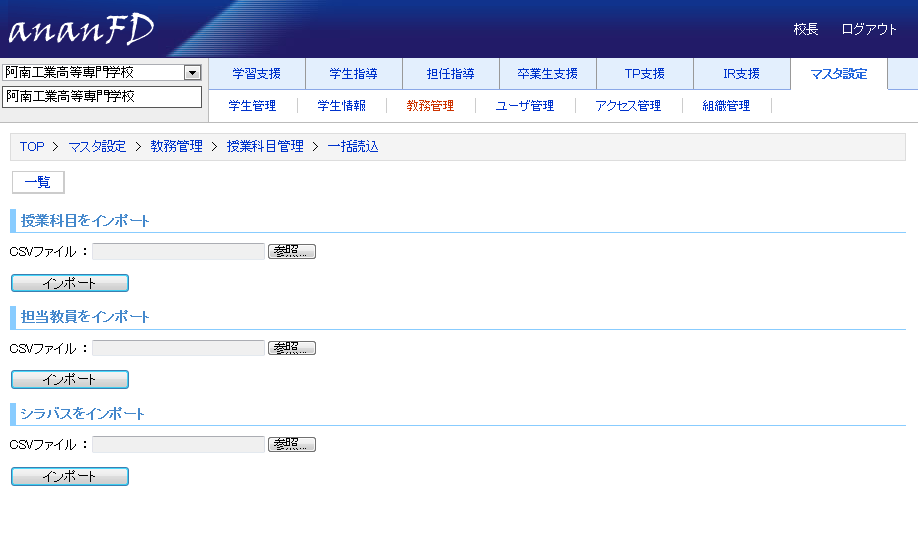 ananFD
校長 ログアウト
阿南工業高等専門学校
阿南工業高等専門学校
学習支援 学生指導 担任指導 卒業生支援 TP支援 IR支援 マスタ設定
学生管理 学生情報 教務管理 ユーザ管理 アクセス管理 組織管理
TOP > マスタ設定 > 教務管理 > 授業科目管理 > 一括読込
一覧
授業科目をインポート
CSVファイル : 参照...
インポート
担当教員をインポート
CSVファイル : 参照...
インポート
シラバスをインポート
CSVファイル : 参照...
インポート